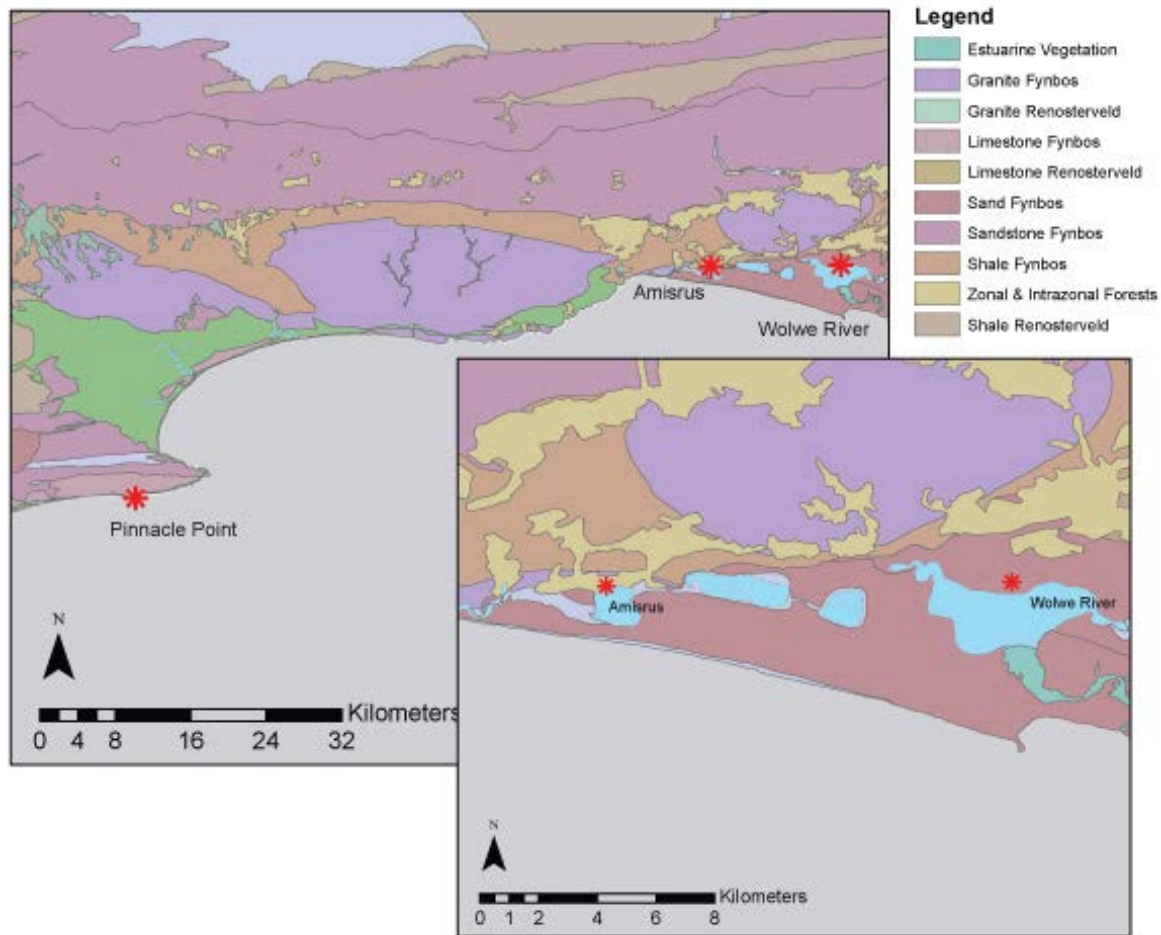 Legend
Estuarine Vegetation
Granite Fynbos
Granite Renosterveld
Limestone Fynbos
Limestone Renosterveld
Sand Fynbos
Sandstone Fynbos
Shale Fynbos
Zonal & Intrazonal Forests
Shale Renosterveld
Amisrus
Wolwe River
Pinnacle Point
N
Kilometers
0 4 8 16 24 32
Amisrus
Wolwe River
N
Kilometers
0 1 2 4 6 8